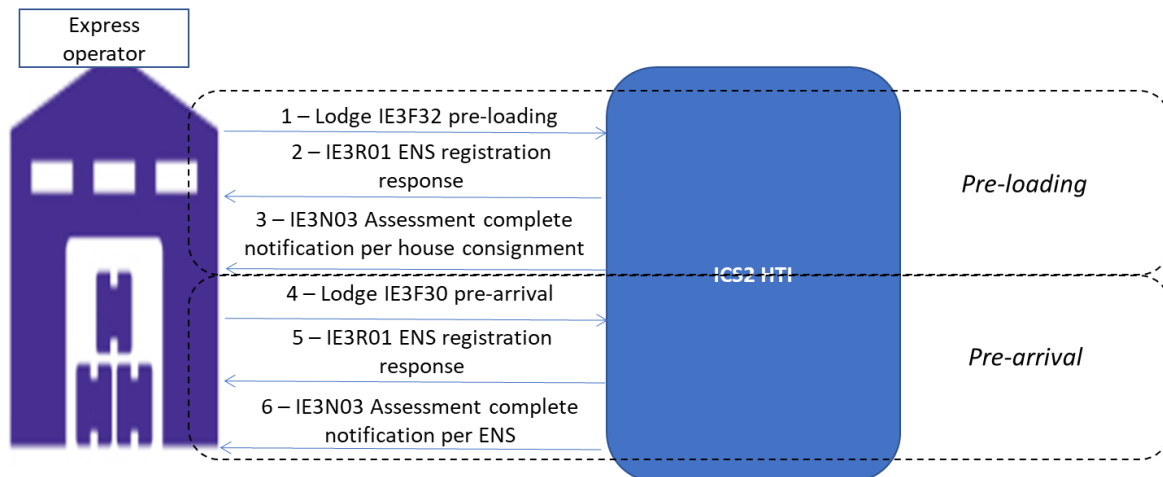 Express
operator
1 – Lodge IE3F32 pre-loading
2 – IE3R01 ENS registration
response
3 – IE3N03 Assessment complete
notification per house consignment
Pre-loading
ICS2 HTI
4 – Lodge IE3F30 pre-arrival
5 – IE3R01 ENS registration
response
Pre-arrival
6 – IE3N03 Assessment complete
notification per ENS